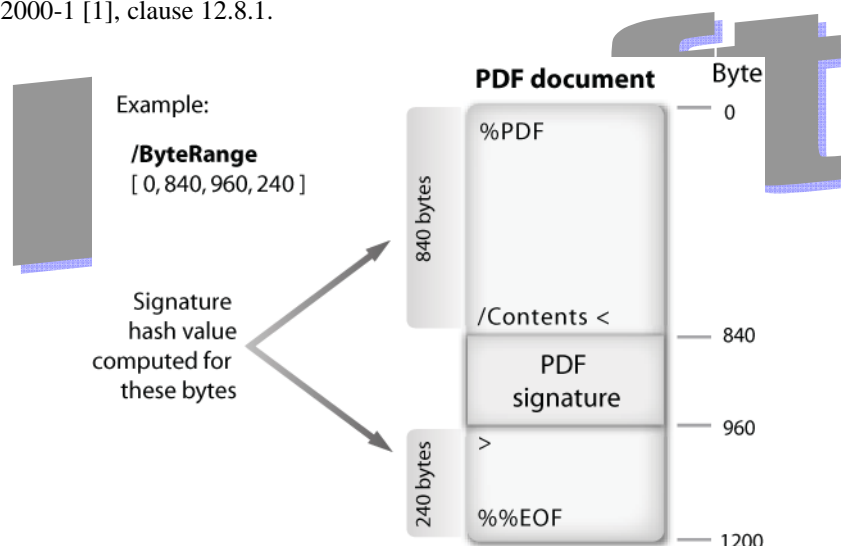 2000-1 [1], clause 12.8.1.
PDF document
Byte
Example:
/ByteRange
[ 0, 840, 960, 240 ]
0
%PDF
840 bytes
/Contents <
840
Signature
hash value
computed for
these bytes
PDF
signature
960
>
240 bytes
%%EOF
1200